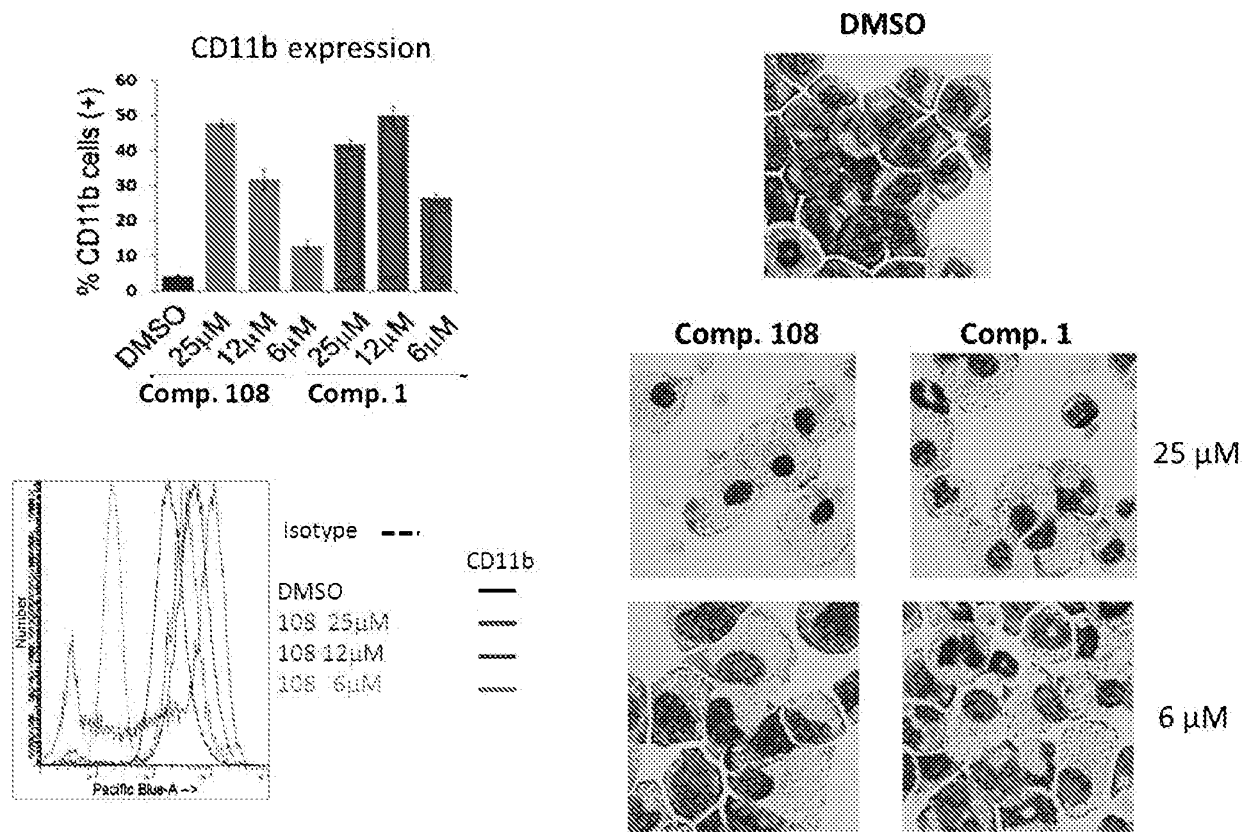 CD11b expression
% CD11b cells (+)
60
50
40
30
20
10
0
DMSO
25µM
12µM
6µM
25µM
12µM
6µM
Comp. 108 Comp. 1
Number
Pacific Blue-A -->
Isotype
CD11b
DMSO
108 25µM
108 12µM
108 6µM
DMSO
Comp. 108 Comp. 1
25 µM
6 µM